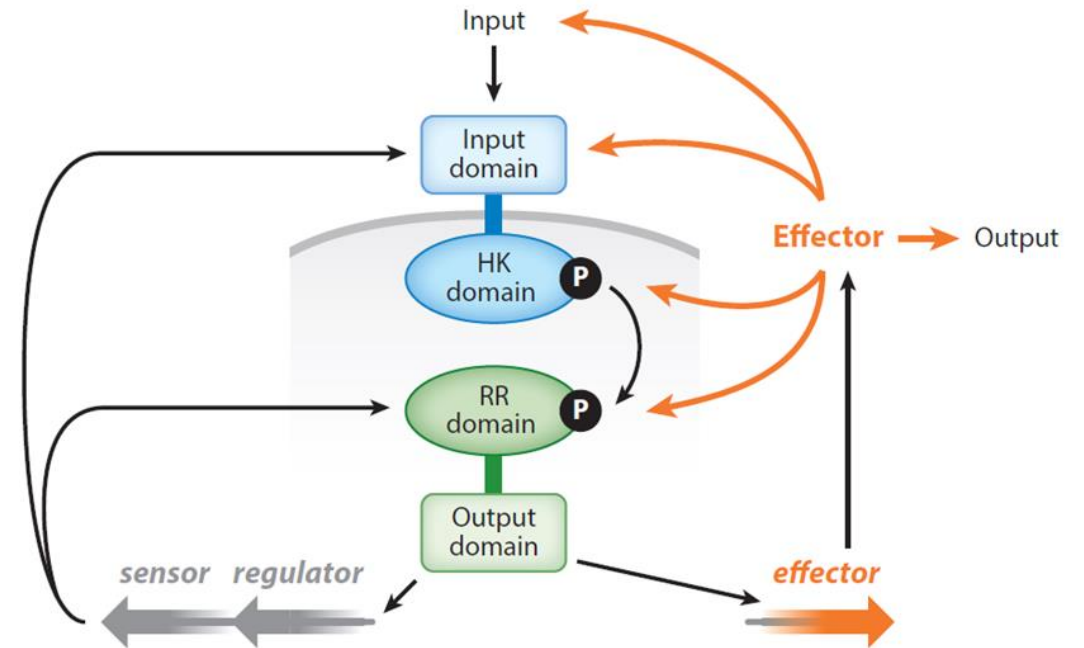 Input
Input
domain
Effector
Output
HK
domain
P
RR
domain
P
Output
domain
sensor
regulator
effector